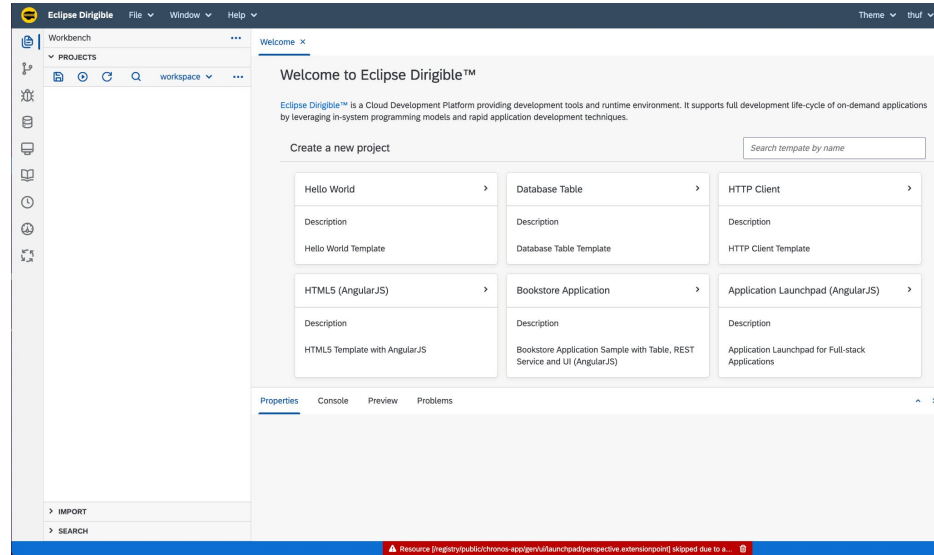 Eclipse Dirigible File Window Help Theme thuf
Workbench
PROJECTS
workspace
Welcome ×
Welcome to Eclipse Dirigible™
Eclipse Dirigible™ is a Cloud Development Platform providing development tools and runtime environment. It supports full development life-cycle of on-demand applications
by leveraging in-system programming models and rapid application development techniques.
Create a new project
Search tempate by name
Hello World
Description
Hello World Template
Database Table
Description
Database Table Template
HTTP Client
Description
HTTP Client Template
HTML5 (AngularJS)
Description
HTML5 Template with AngularJS
Bookstore Application
Description
Bookstore Application Sample with Table, REST
Service and UI (AngularJS)
Application Launchpad (AngularJS)
Description
Application Launchpad for Full-stack
Applications
Properties Console Preview Problems
IMPORT
SEARCH
Resource [/registry/public/chronos-app/gen/ui/launchpad/perspective.extensionpoint] skipped due to a...